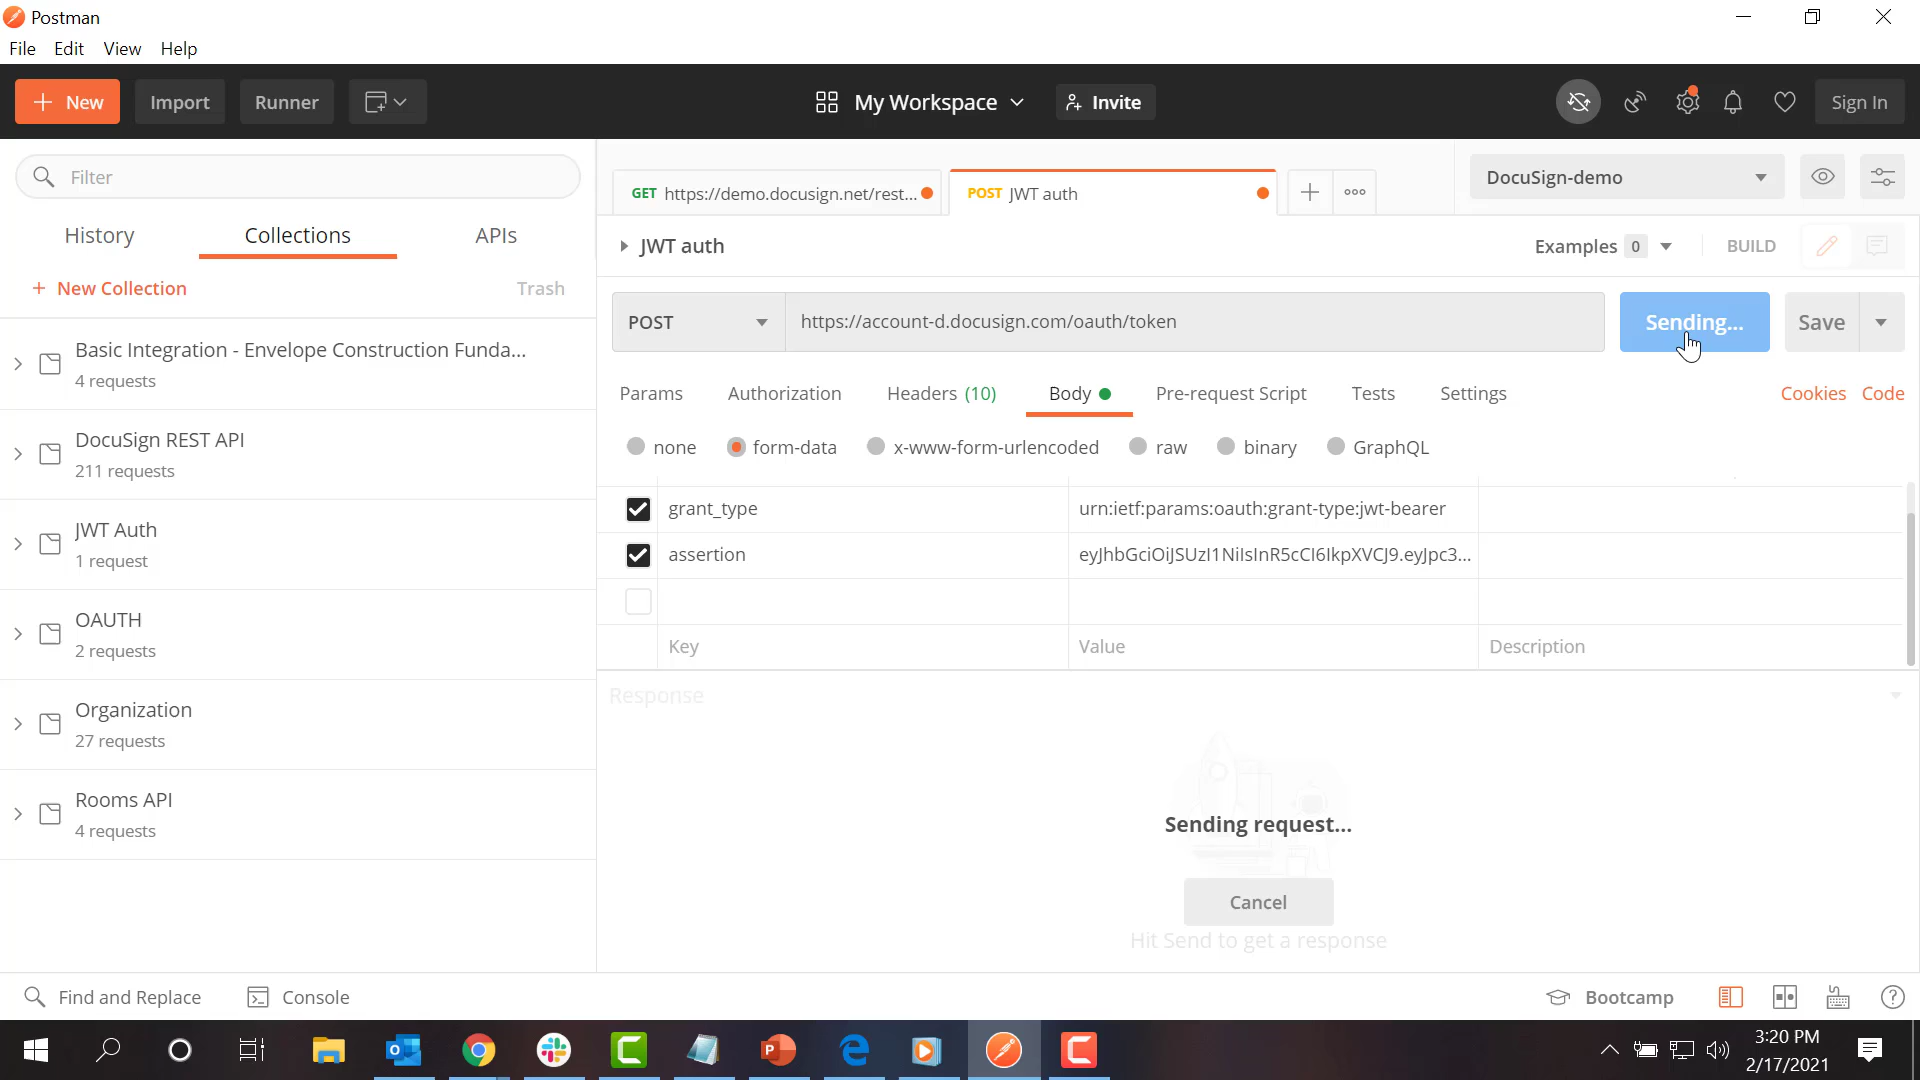 Postman
File Edit View Help
New Import Runner My Workspace Invite Sign In
Filter
History Collections APIs
+ New Collection Trash
Basic Integration - Envelope Construction Funda...
4 requests
DocuSign REST API
211 requests
JWT Auth
1 request
OAUTH
2 requests
Organization
27 requests
Rooms API
4 requests
GET https://demo.docusign.net/rest... POST JWT auth
DocuSign-demo
JWT auth
Examples 0 BUILD
POST https://account-d.docusign.com/oauth/token Sending... Save
Params Authorization Headers (10) Body Pre-request Script Tests Settings Cookies Code
none form-data x-www-form-urlencoded raw binary GraphQL
grant_type urn:ietf:params:oauth:grant-type:jwt-bearer
assertion eyJhbGciOiJSUzI1NiIsInR5cCI6IkpXVCJ9.eyJpc3...
Key Value Description
Response
Sending request...
Cancel
Hit Send to get a response
Find and Replace Console Bootcamp
3:20 PM
2/17/2021